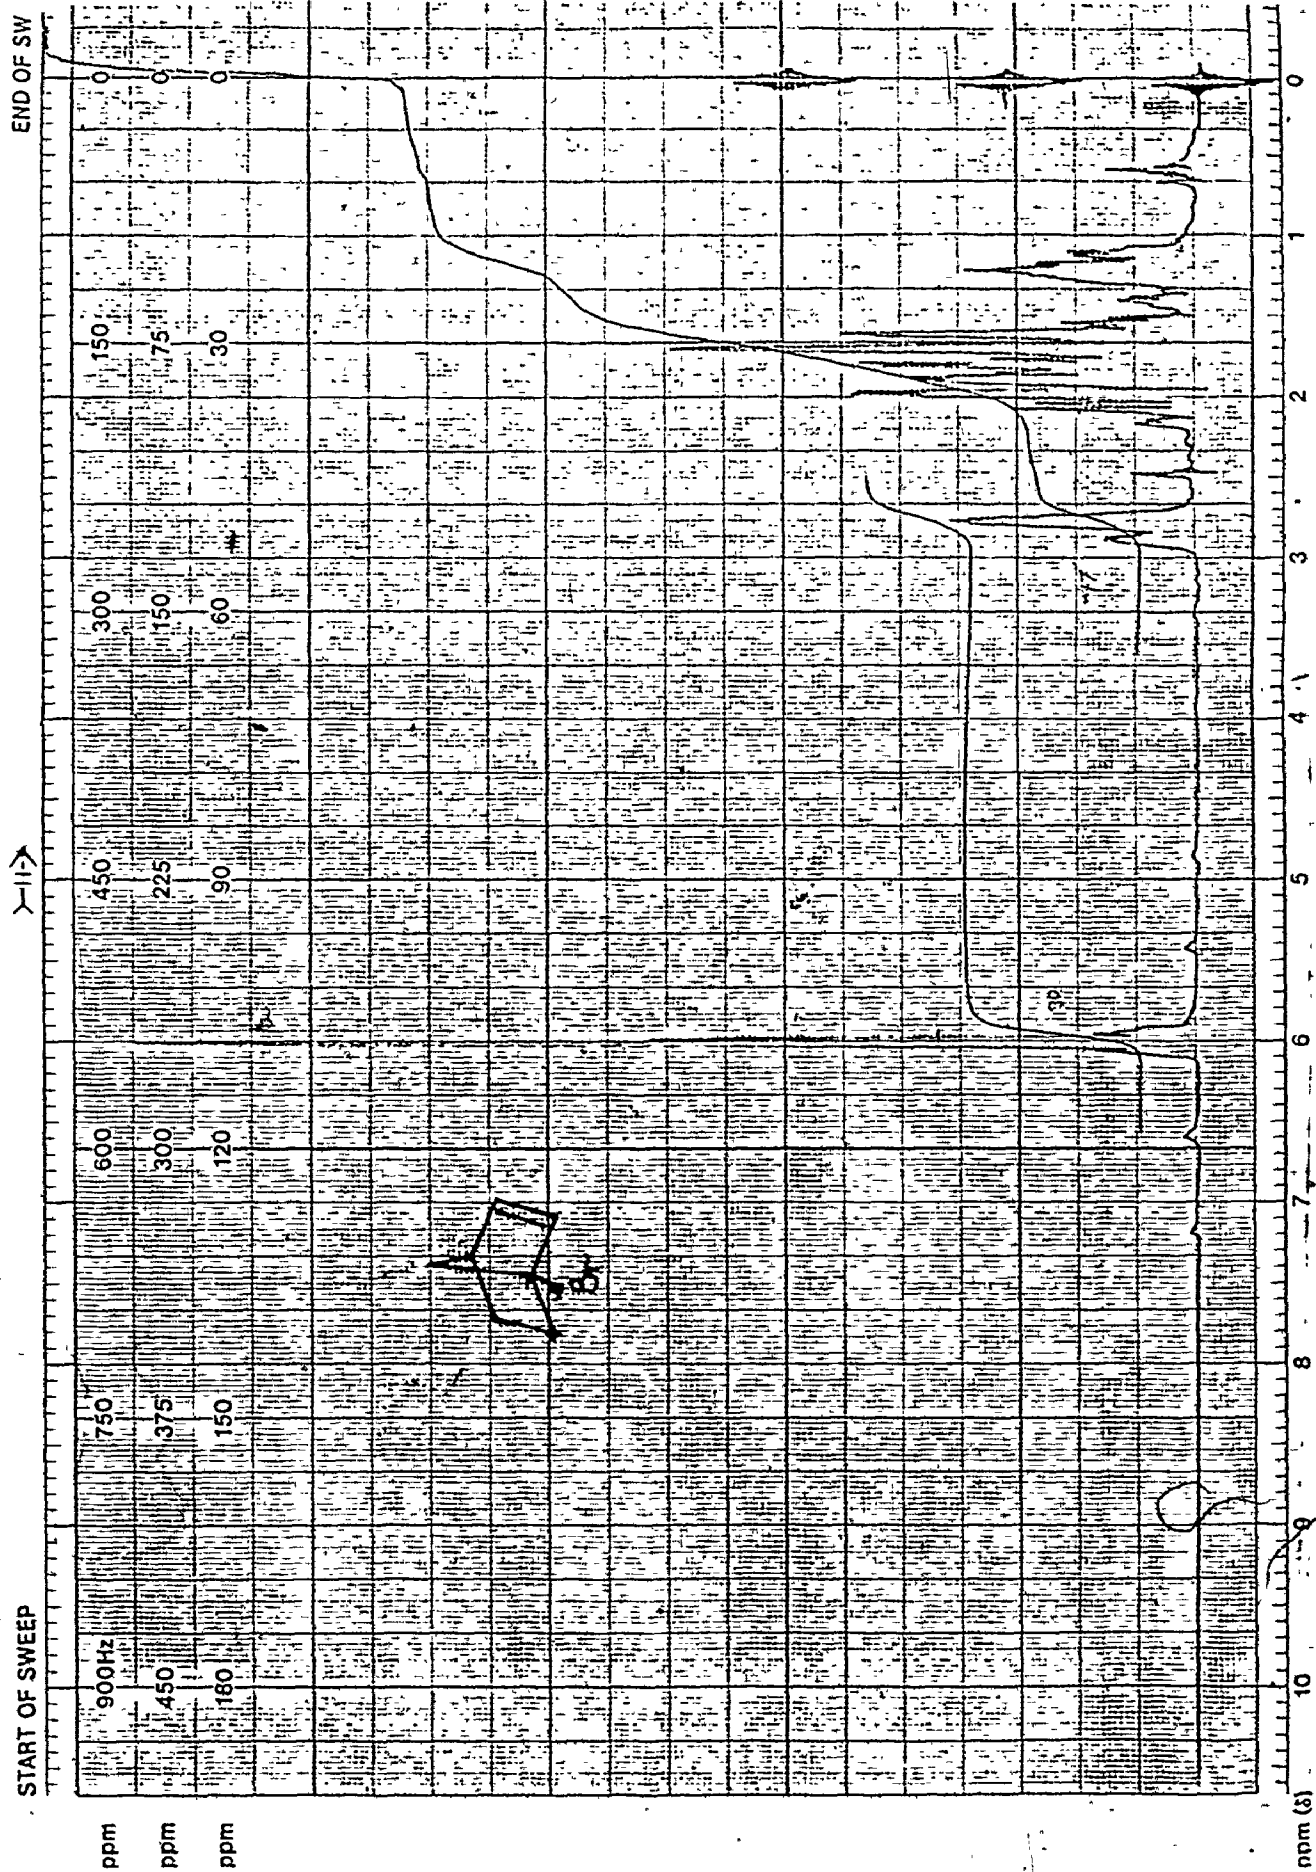 START OF SWEEP
END OF SW
ppm 900Hz 750 600 450 300 150 0
ppm 450 375 300 225 150 75 0
ppm 180 150 120 90 60 30 0
Br
ppm (δ) 10 9 8 7 6 5 4 3 2 1 0